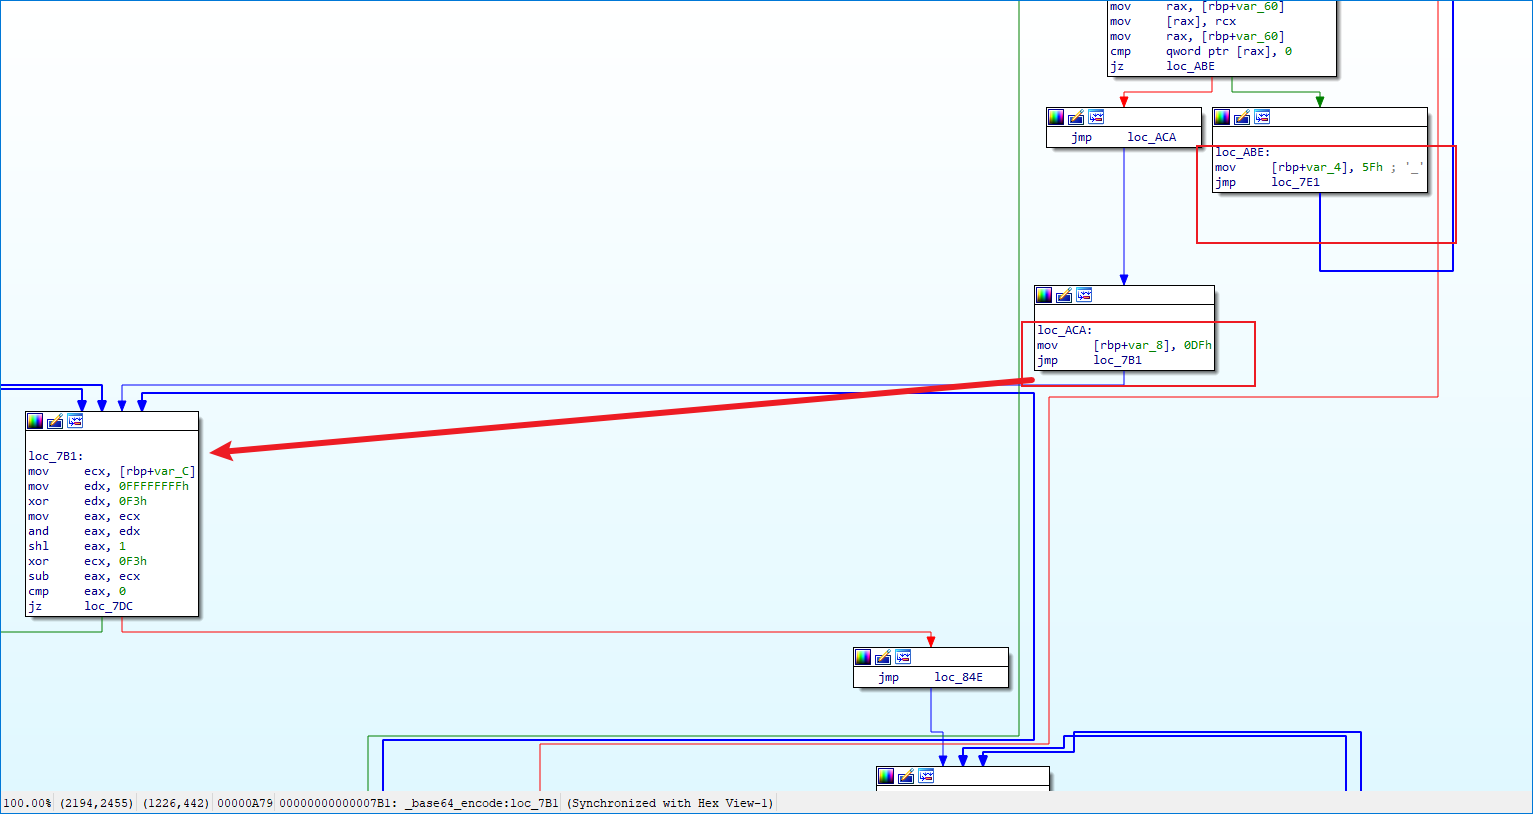 mov rax, [rbp+var_60]
mov [rax], rcx
mov rax, [rbp+var_60]
cmp qword ptr [rax], 0
jz loc_ABE
jmp loc_ACA
loc_ABE:
mov [rbp+var_4], 5Fh ; '_'
jmp loc_7E1
loc_ACA:
mov [rbp+var_8], 0DFh
jmp loc_7B1
loc_7B1:
mov ecx, [rbp+var_C]
mov edx, 0FFFFFFFFh
xor edx, 0F3h
mov eax, ecx
and eax, edx
shl eax, 1
xor ecx, 0F3h
sub eax, ecx
cmp eax, 0
jz loc_7DC
jmp loc_84E
100.00% (2194,2455) (1226,442) 00000A79 00000000000007B1: _base64_encode:loc_7B1 (Synchronized with Hex View-1)